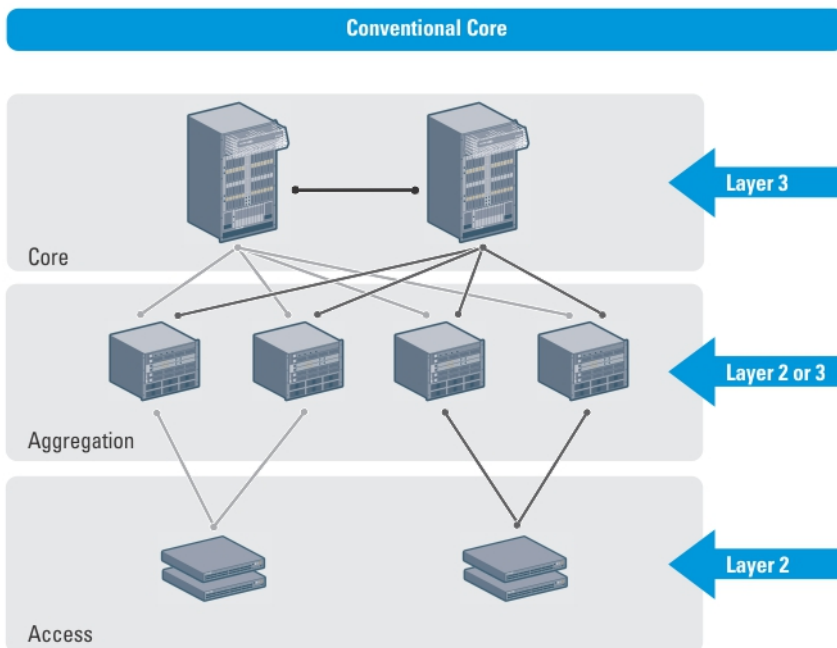 Conventional Core
Layer 3
Core
Layer 2 or 3
Aggregation
Layer 2
Access